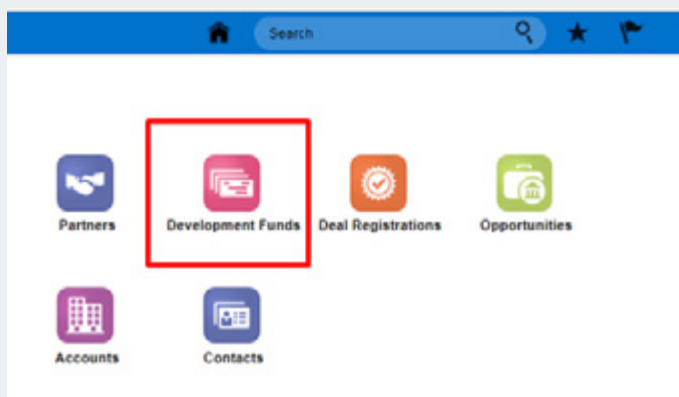 Search
Partners
Development Funds
Deal Registrations
Opportunities
Accounts
Contacts